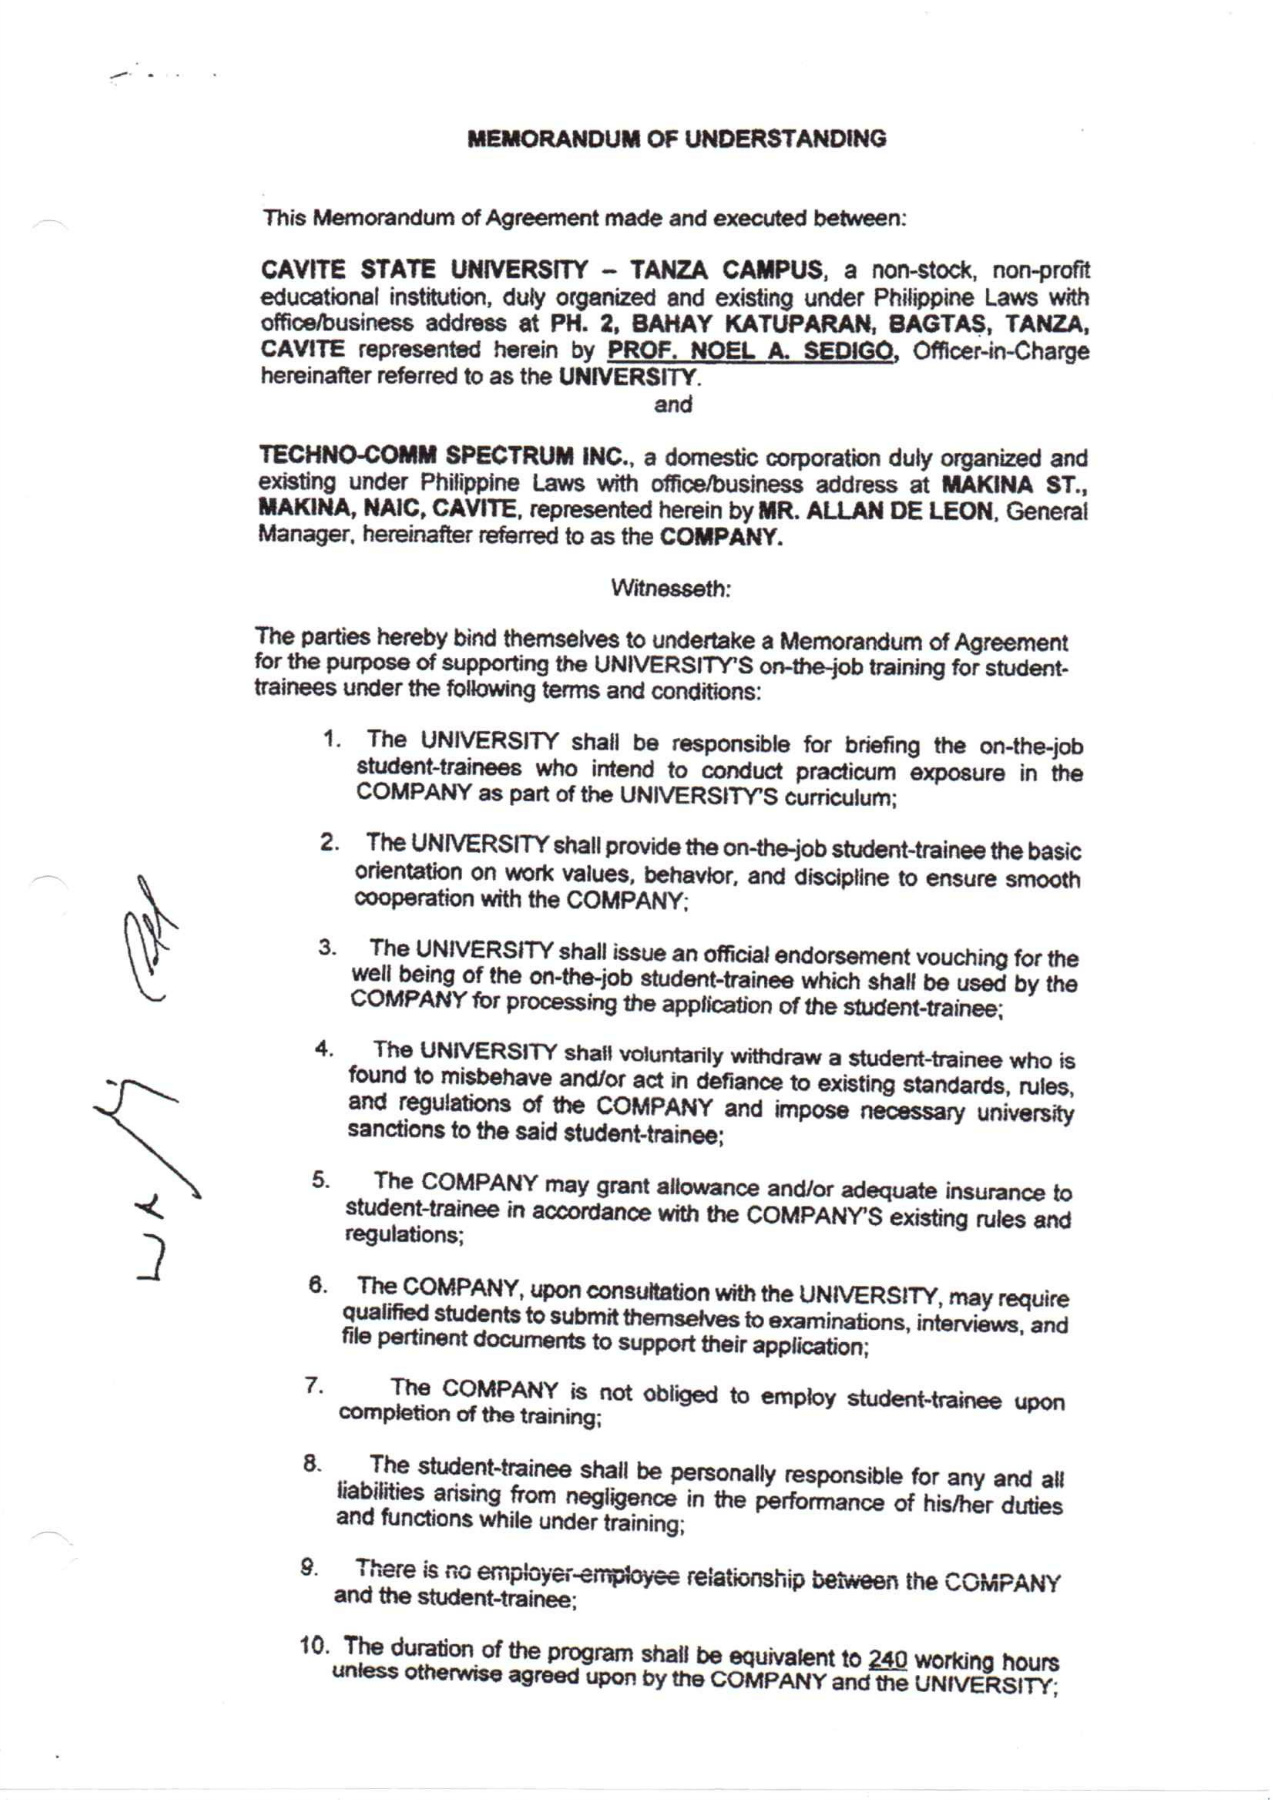 MEMORANDUM OF UNDERSTANDING
This Memorandum of Agreement made and executed between:
CAVITE STATE UNIVERSITY – TANZA CAMPUS, a non-stock, non-profit
educational institution, duly organized and existing under Philippine Laws with
office/business address at PH. 2, BAHAY KATUPARAN, BAGTAS, TANZA,
CAVITE represented herein by PROF. NOEL A. SEDIGO, Officer-in-Charge
hereinafter referred to as the UNIVERSITY.
and
TECHNO-COMM SPECTRUM INC., a domestic corporation duly organized and
existing under Philippine Laws with office/business address at MAKINA ST.,
MAKINA, NAIC, CAVITE, represented herein by MR. ALLAN DE LEON, General
Manager, hereinafter referred to as the COMPANY.
Witnesseth:
The parties hereby bind themselves to undertake a Memorandum of Agreement
for the purpose of supporting the UNIVERSITY'S on-the-job training for student-
trainees under the following terms and conditions:
1. The UNIVERSITY shall be responsible for briefing the on-the-job
student-trainees who intend to conduct practicum exposure in the
COMPANY as part of the UNIVERSITY'S curriculum;
2. The UNIVERSITY shall provide the on-the-job student-trainee the basic
orientation on work values, behavior, and discipline to ensure smooth
cooperation with the COMPANY;
3. The UNIVERSITY shall issue an official endorsement vouching for the
well being of the on-the-job student-trainee which shall be used by the
COMPANY for processing the application of the student-trainee;
4. The UNIVERSITY shall voluntarily withdraw a student-trainee who is
found to misbehave and/or act in defiance to existing standards, rules,
and regulations of the COMPANY and impose necessary university
sanctions to the said student-trainee;
5. The COMPANY may grant allowance and/or adequate insurance to
student-trainee in accordance with the COMPANY'S existing rules and
regulations;
6. The COMPANY, upon consultation with the UNIVERSITY, may require
qualified students to submit themselves to examinations, interviews, and
file pertinent documents to support their application;
7. The COMPANY is not obliged to employ student-trainee upon
completion of the training;
8. The student-trainee shall be personally responsible for any and all
liabilities arising from negligence in the performance of his/her duties
and functions while under training;
9. There is no employer-employee relationship between the COMPANY
and the student-trainee;
10. The duration of the program shall be equivalent to 240 working hours
unless otherwise agreed upon by the COMPANY and the UNIVERSITY;